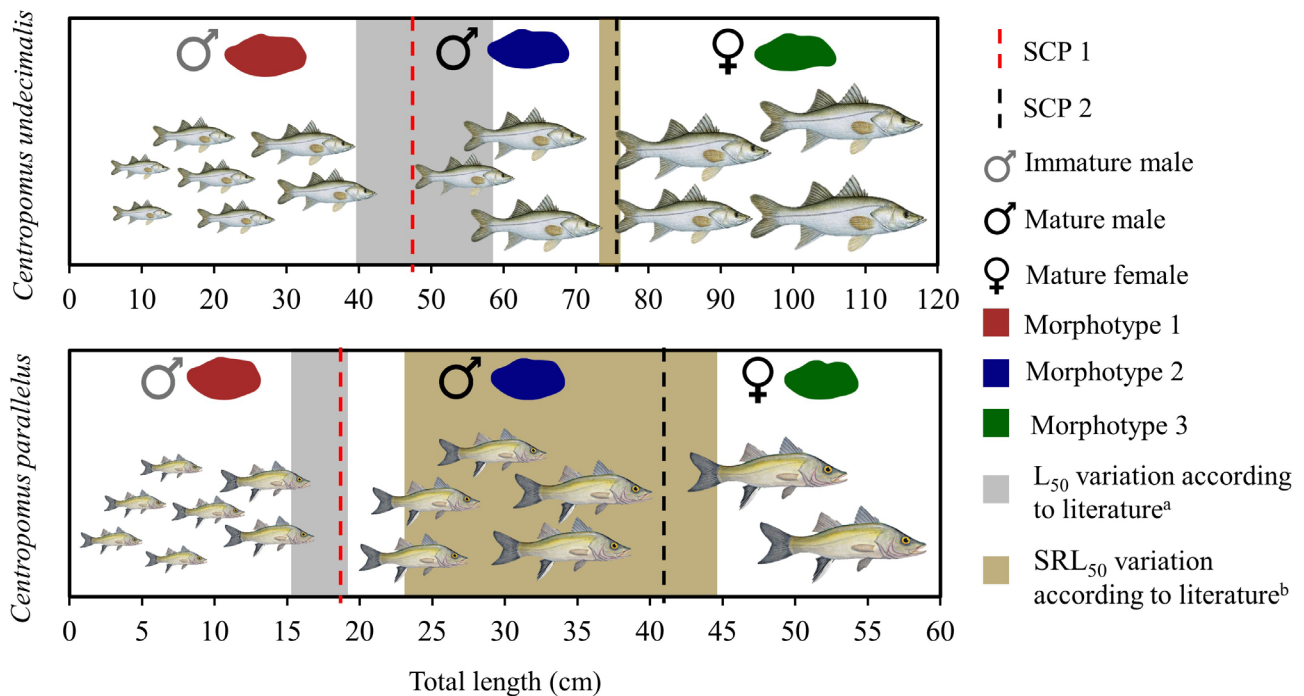 Centropomus undecimalis
0 10 20 30 40 50 60 70 80 90 100 110 120
Centropomus parallelus
0 5 10 15 20 25 30 35 40 45 50 55 60
Total length (cm)
SCP 1
SCP 2
Immature male
Mature male
Mature female
Morphotype 1
Morphotype 2
Morphotype 3
L₅₀ variation according
to literatureᵃ
SRL₅₀ variation
according to literatureᵇ